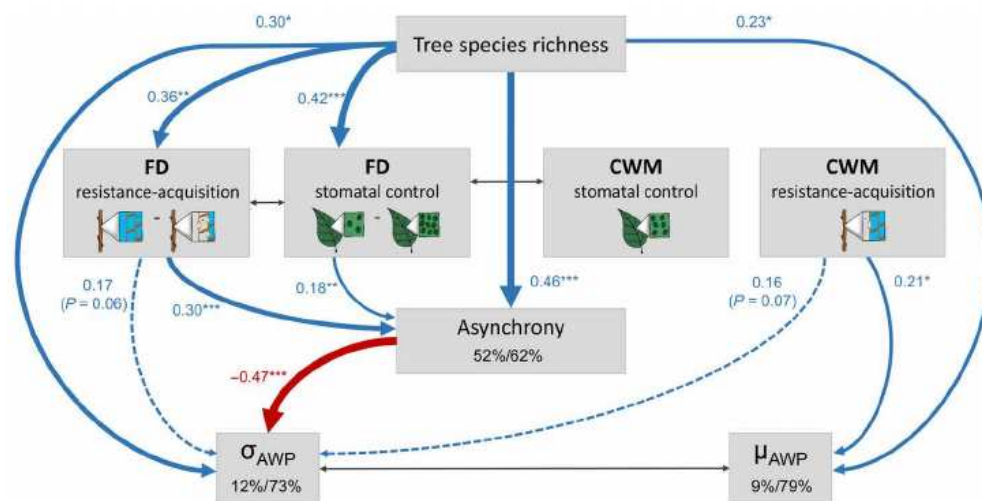 0.30*
Tree species richness
0.23*
0.36**
0.42***
FD
resistance-acquisition
-
FD
stomatal control
-
CWM
stomatal control
CWM
resistance-acquisition
0.17
(P = 0.06)
0.30***
0.18**
0.46***
0.16
(P = 0.07)
0.21*
Asynchrony
52%/62%
−0.47***
σAWP
12%/73%
μAWP
9%/79%